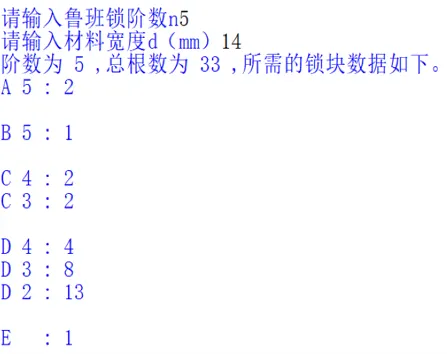 请输入鲁班锁阶数n5
请输入材料宽度d（mm）14
阶数为 5 ,总根数为 33 ,所需的锁块数据如下。
A 5 : 2
B 5 : 1
C 4 : 2
C 3 : 2
D 4 : 4
D 3 : 8
D 2 : 13
E   : 1